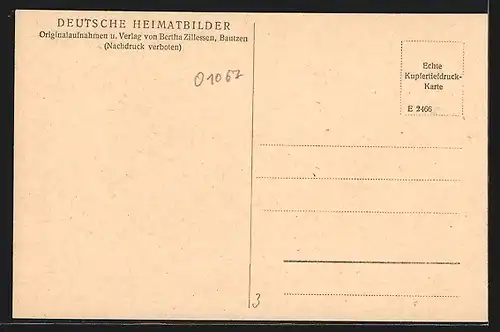 DEUTSCHE HEIMATBILDER
Originalaufnahmen u. Verlag von Bertha Zillessen, Bautzen
(Nachdruck verboten)
01067
Echte
Kupfertiefdruck-
Karte
E 2466
3